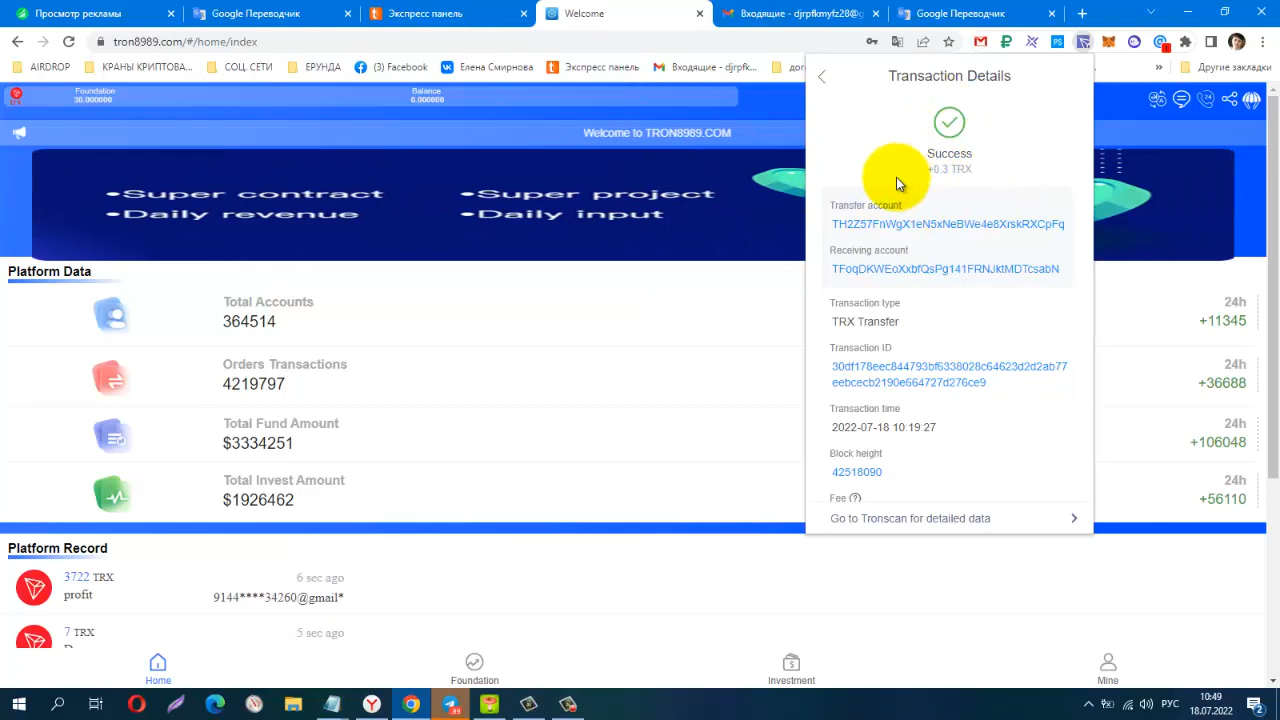 Просмотр рекламы
Google Переводчик
Экспресс панель
Welcome
Входящие - djrpfkmyfz28@g
Google Переводчик
tron8989.com/#/home/index
AIRDROP
КРАНЫ КРИПТОВА...
СОЦ. СЕТИ
ЕРУНДА
(3) Facebook
Елена Смирнова
Экспресс панель
Входящие - djrpfk...
»
Другие закладки
Foundation
30.000000
Balance
0.000000
Welcome to TRON8989.COM
•Super contract
•Super project
•Daily revenue
•Daily input
Platform Data
Total Accounts
364514
24h
+11345
Orders Transactions
4219797
24h
+36688
Total Fund Amount
$3334251
24h
+106048
Total Invest Amount
$1926462
24h
+56110
Platform Record
3722 TRX
6 sec ago
profit
9144****34260@gmail*
7 TRX
5 sec ago
Home
Foundation
Investment
Mine
Transaction Details
Success
+0.3 TRX
Transfer account
TH2Z57FnWgX1eN5xNeBWe4e8XrskRXCpFq
Receiving account
TFoqDKWEoXxbfQsPg141FRNJktMDTcsabN
Transaction type
TRX Transfer
Transaction ID
30df178eec844793bf6338028c64623d2d2ab77
eebcecb2190e664727d276ce9
Transaction time
2022-07-18 10:19:27
Block height
42518090
Fee
Go to Tronscan for detailed data
РУС
10:49
18.07.2022